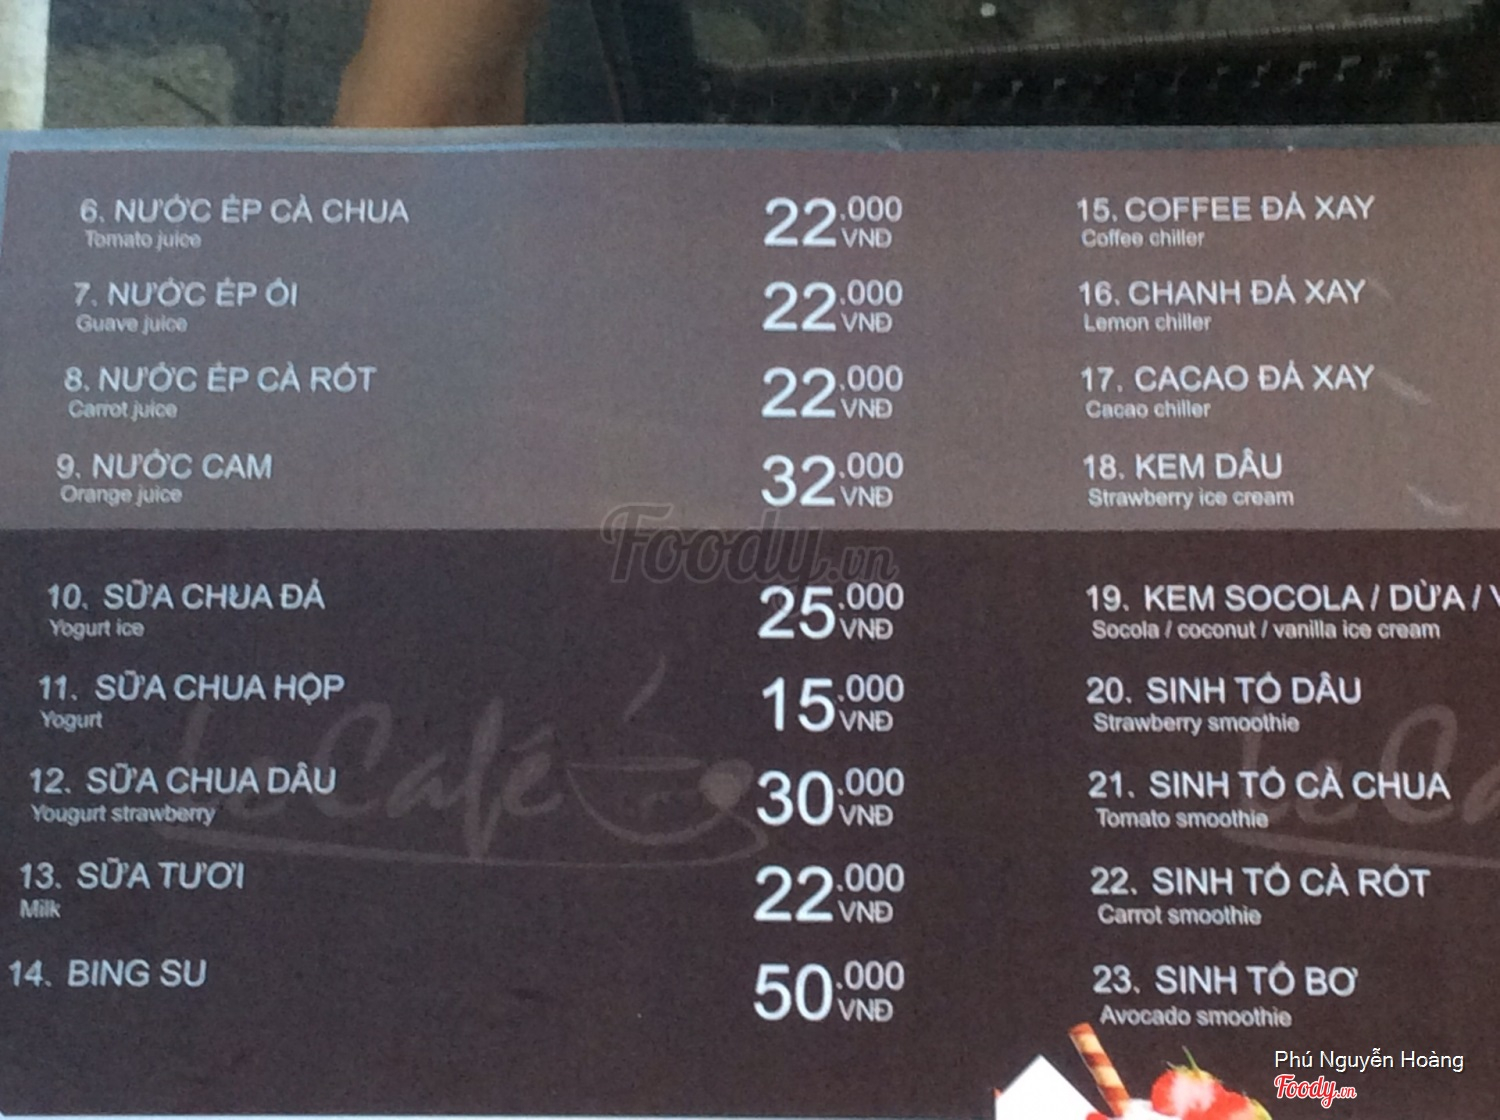 6. NƯỚC ÉP CÀ CHUA
Tomato juice
22.000 VNĐ
7. NƯỚC ÉP ỔI
Guave juice
22.000 VNĐ
8. NƯỚC ÉP CÀ RỐT
Carrot juice
22.000 VNĐ
9. NƯỚC CAM
Orange juice
32.000 VNĐ
10. SỮA CHUA ĐÁ
Yogurt ice
25.000 VNĐ
11. SỮA CHUA HỘP
Yogurt
15.000 VNĐ
12. SỮA CHUA DÂU
Yougurt strawberry
30.000 VNĐ
13. SỮA TƯƠI
Milk
22.000 VNĐ
14. BING SU
50.000 VNĐ
Le Café
15. COFFEE ĐÁ XAY
Coffee chiller
16. CHANH ĐÁ XAY
Lemon chiller
17. CACAO ĐÁ XAY
Cacao chiller
18. KEM DÂU
Strawberry ice cream
19. KEM SOCOLA / DỪA /
Socola / coconut / vanilla ice cream
20. SINH TỐ DÂU
Strawberry smoothie
21. SINH TỐ CÀ CHUA
Tomato smoothie
22. SINH TỐ CÀ RỐT
Carrot smoothie
23. SINH TỐ BƠ
Avocado smoothie
Foody.vn
Phú Nguyễn Hoàng
Foody.vn